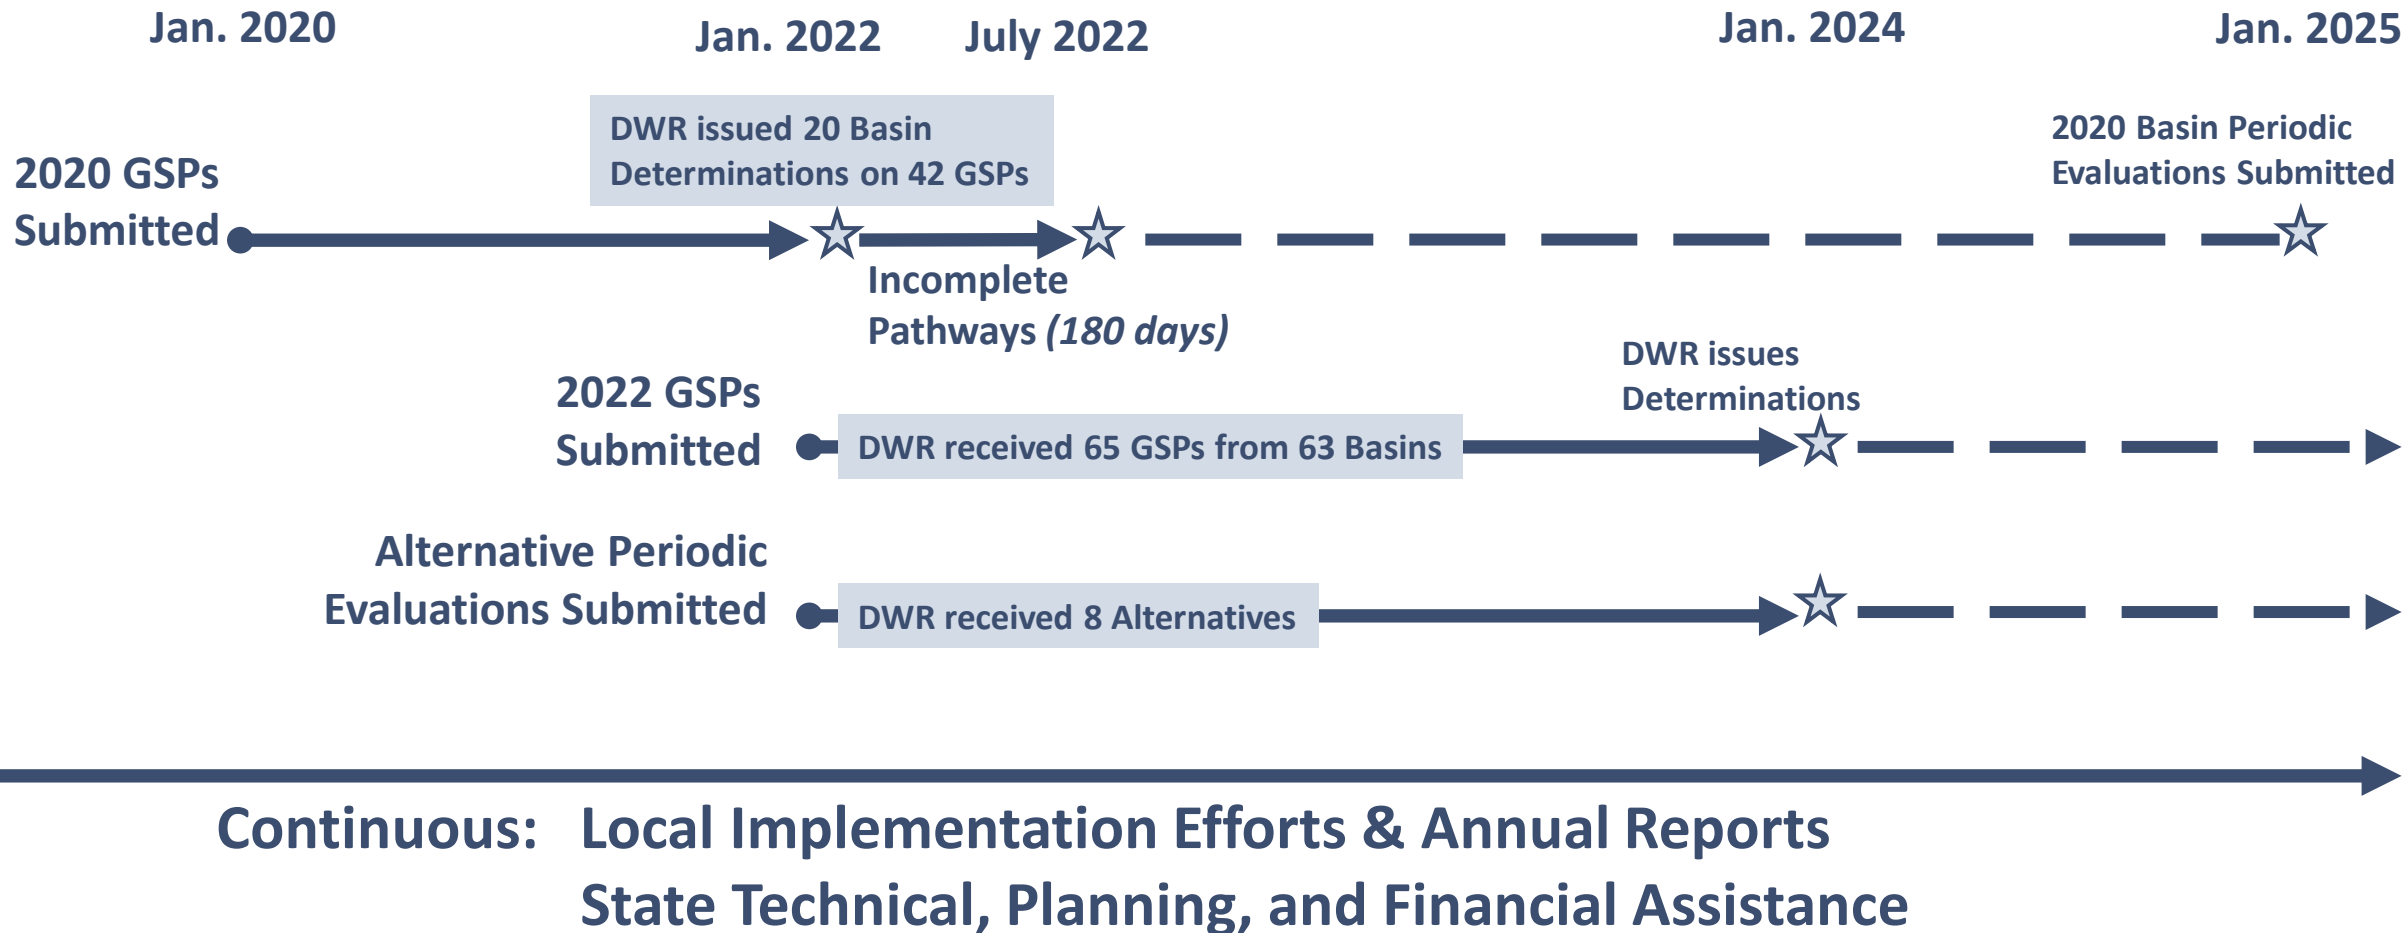 Jan. 2020
Jan. 2022
July 2022
Jan. 2024
Jan. 2025
DWR issued 20 Basin
Determinations on 42 GSPs
2020 Basin Periodic
Evaluations Submitted
2020 GSPs
Submitted
Incomplete
Pathways (180 days)
DWR issues
Determinations
2022 GSPs
Submitted
DWR received 65 GSPs from 63 Basins
Alternative Periodic
Evaluations Submitted
DWR received 8 Alternatives
Continuous: Local Implementation Efforts & Annual Reports
State Technical, Planning, and Financial Assistance